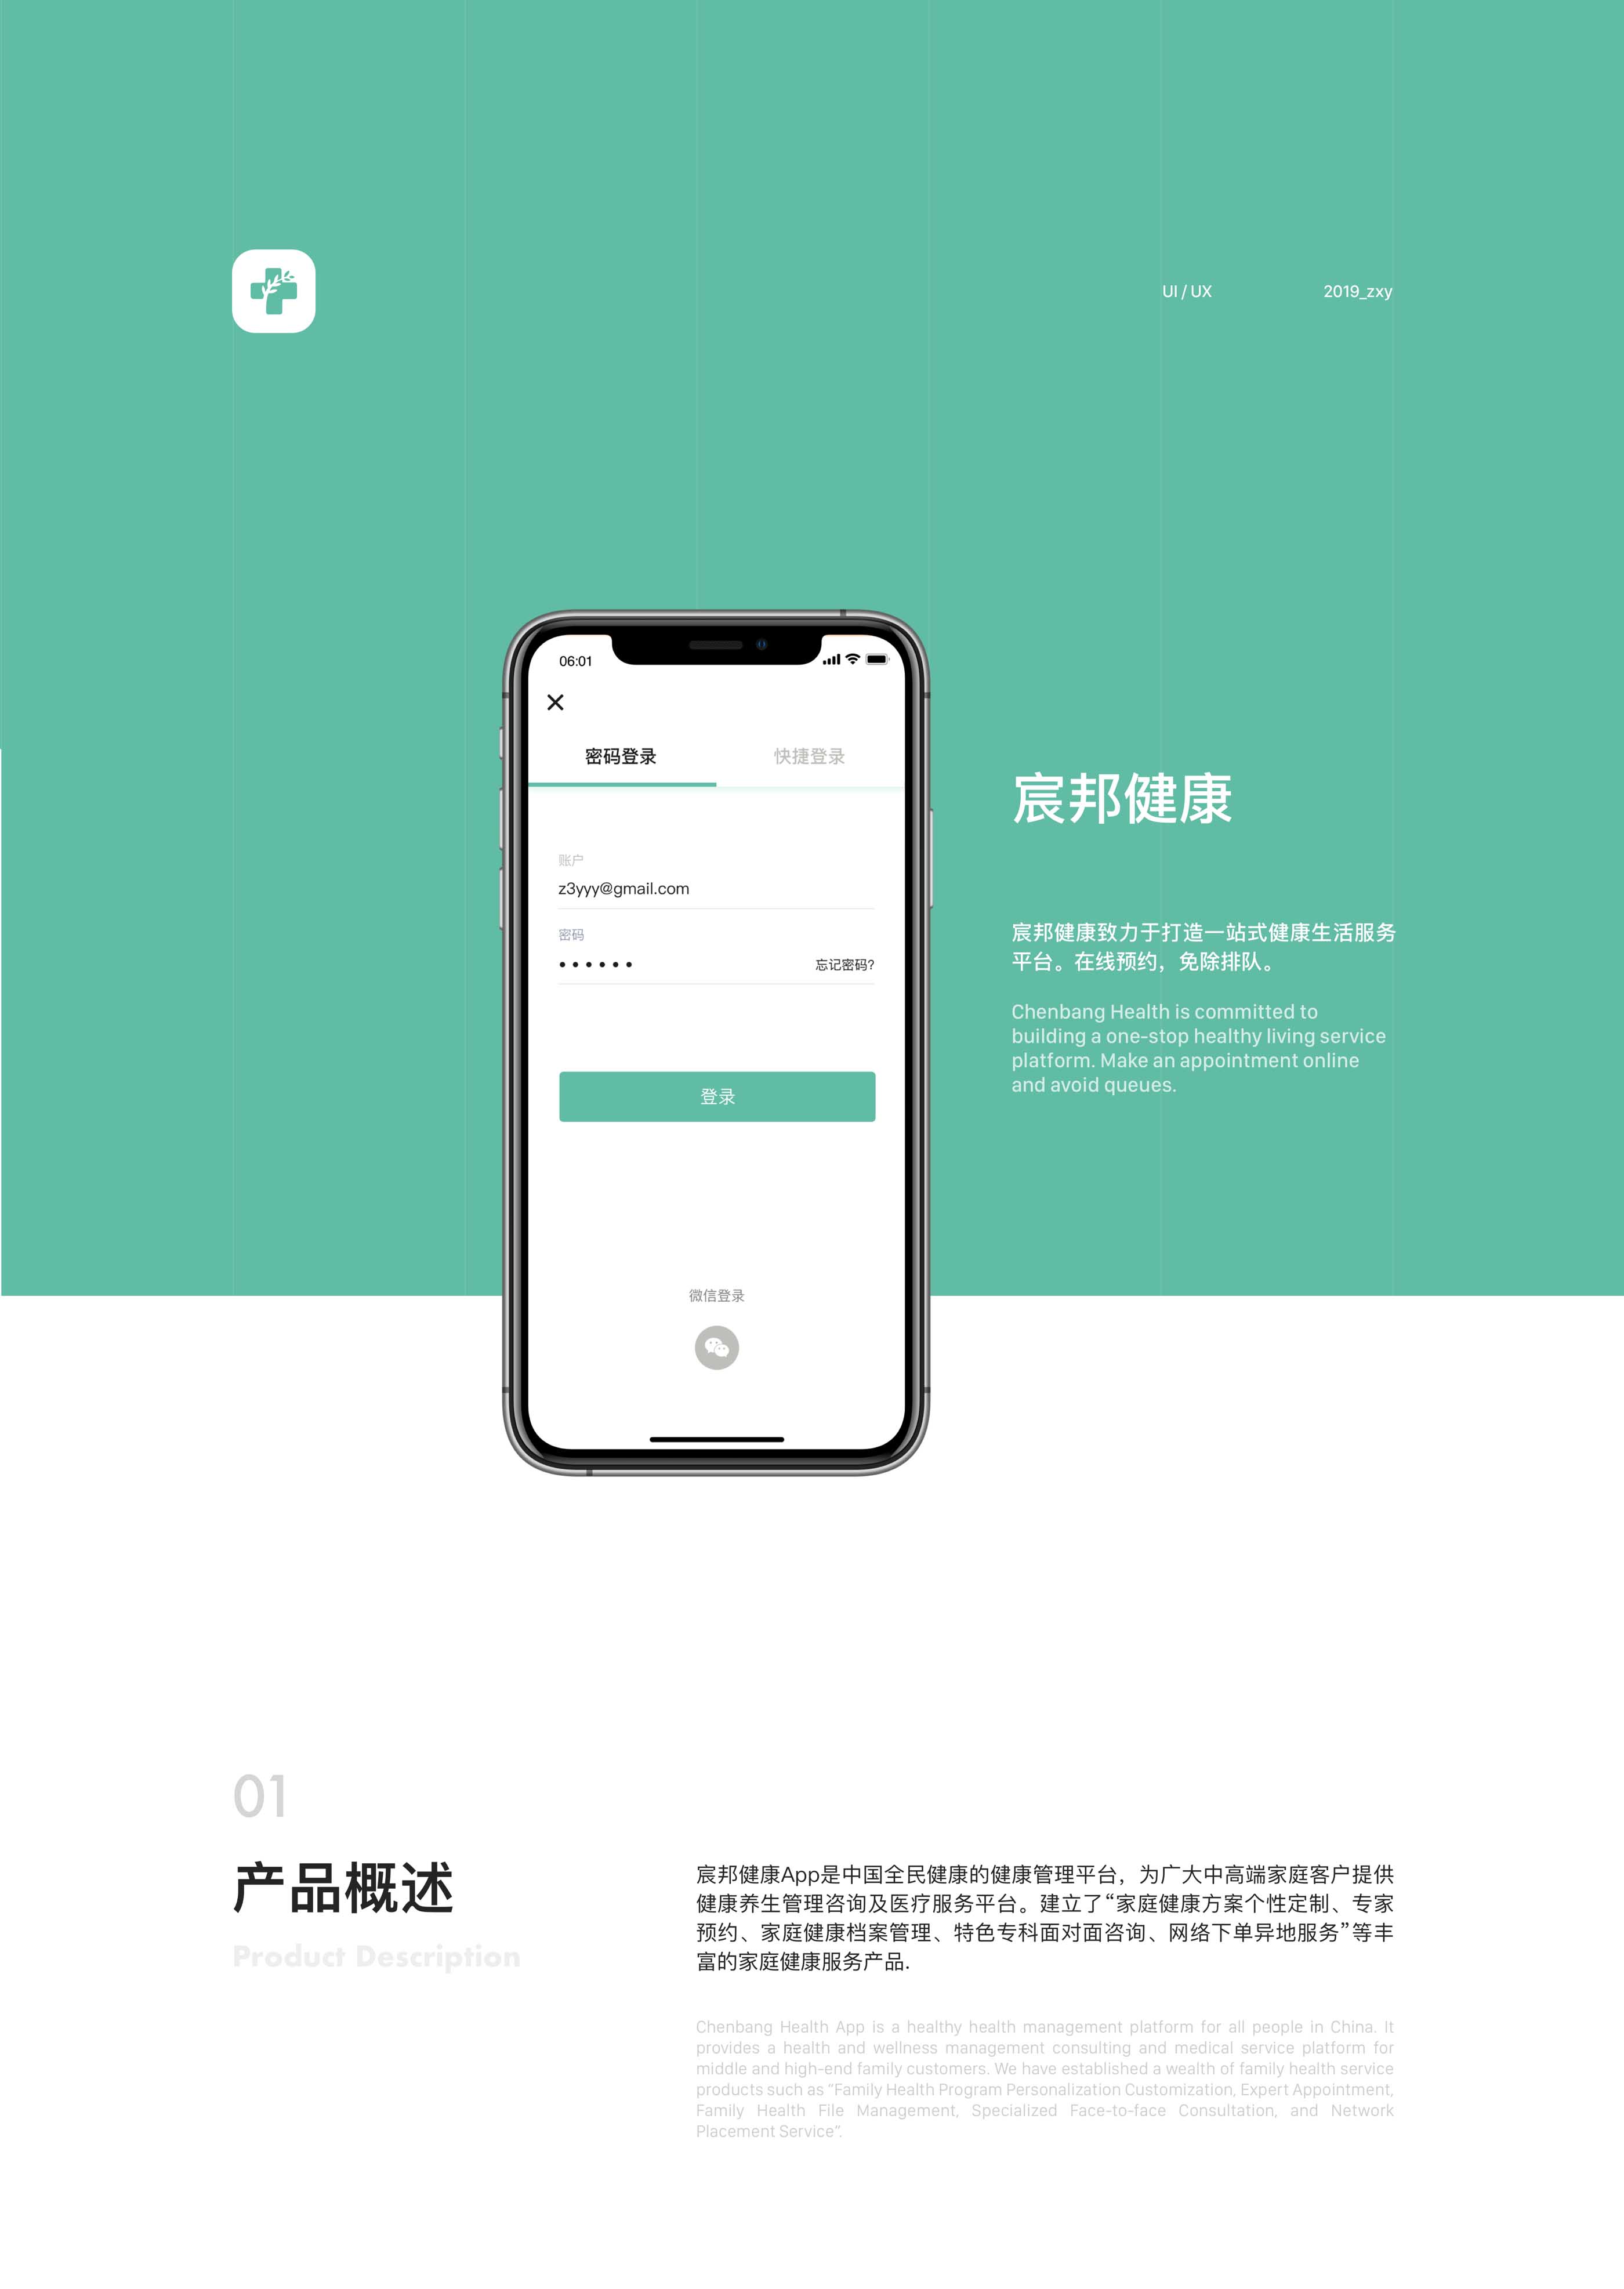 UI / UX
2019_zxy
06:01
密码登录
快捷登录
账户
z3yyy@gmail.com
密码
忘记密码?
登录
微信登录
宸邦健康
宸邦健康致力于打造一站式健康生活服务
平台。在线预约，免除排队。
Chenbang Health is committed to
building a one-stop healthy living service
platform. Make an appointment online
and avoid queues.
01
产品概述
Product Description
宸邦健康App是中国全民健康的健康管理平台，为广大中高端家庭客户提供
健康养生管理咨询及医疗服务平台。建立了“家庭健康方案个性定制、专家
预约、家庭健康档案管理、特色专科面对面咨询、网络下单异地服务”等丰
富的家庭健康服务产品.
Chenbang Health App is a healthy health management platform for all people in China. It
provides a health and wellness management consulting and medical service platform for
middle and high-end family customers. We have established a wealth of family health service
products such as “Family Health Program Personalization Customization, Expert Appointment,
Family Health File Management, Specialized Face-to-face Consultation, and Network
Placement Service”.